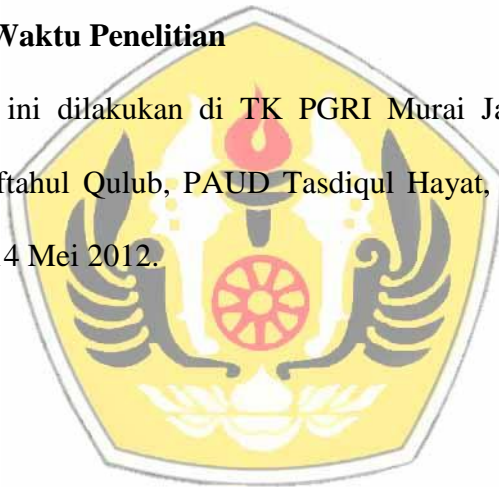 Waktu Penelitian
ini dilakukan di TK PGRI Murai Ja
ftahul Qulub, PAUD Tasdiqul Hayat,
4 Mei 2012.